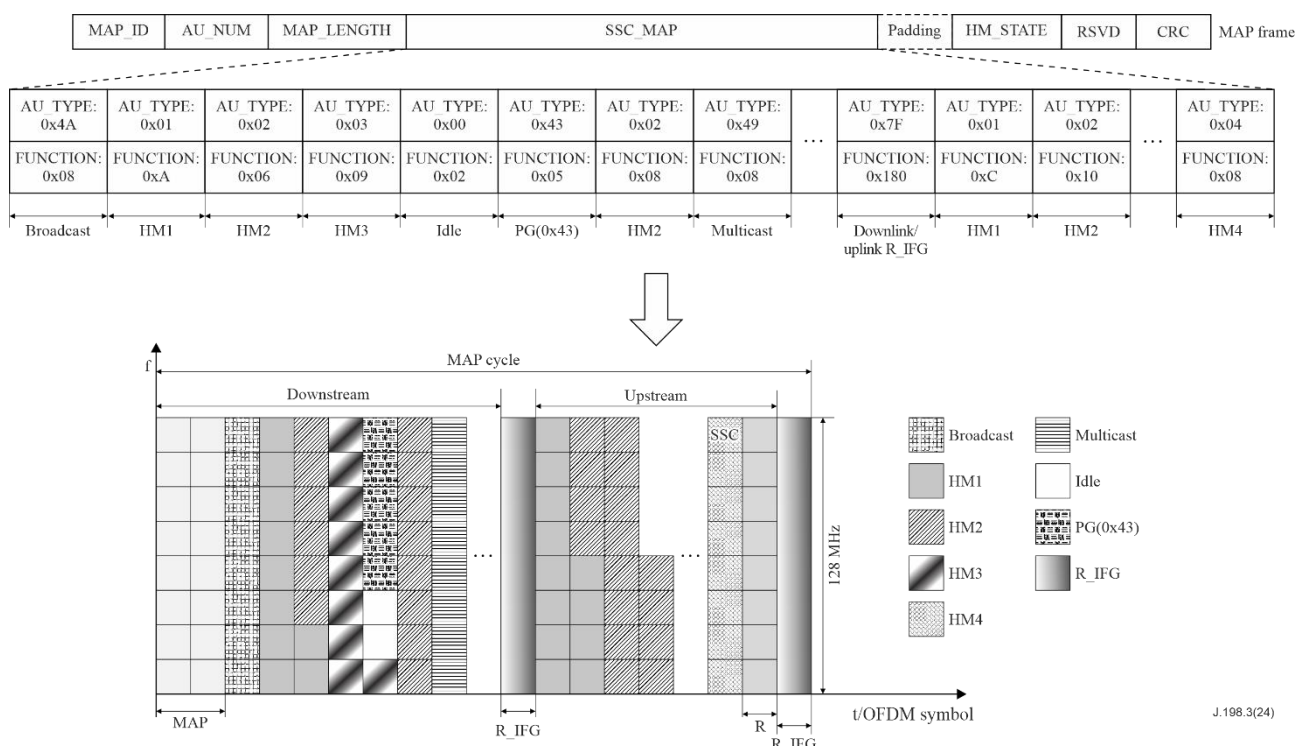 MAP_ID AU_NUM MAP_LENGTH SSC_MAP Padding HM_STATE RSVD CRC MAP frame
AU_TYPE: AU_TYPE: AU_TYPE: AU_TYPE: AU_TYPE: AU_TYPE: AU_TYPE: AU_TYPE: AU_TYPE: AU_TYPE: AU_TYPE: AU_TYPE:
0x4A 0x01 0x02 0x03 0x00 0x43 0x02 0x49 ... 0x7F 0x01 0x02 ... 0x04
FUNCTION: FUNCTION: FUNCTION: FUNCTION: FUNCTION: FUNCTION: FUNCTION: FUNCTION: FUNCTION: FUNCTION: FUNCTION: FUNCTION:
0x08 0xA 0x06 0x09 0x02 0x05 0x08 0x08 0x180 0xC 0x10 0x08
Broadcast HM1 HM2 HM3 Idle PG(0x43) HM2 Multicast Downlink/ HM1 HM2 HM4
uplink R_IFG
f
MAP cycle
Downstream Upstream
SSC
... ...
128 MHz
Broadcast Multicast
HM1 Idle
HM2 PG(0x43)
HM3 R_IFG
HM4
MAP R_IFG R R_IFG
t/OFDM symbol
J.198.3(24)